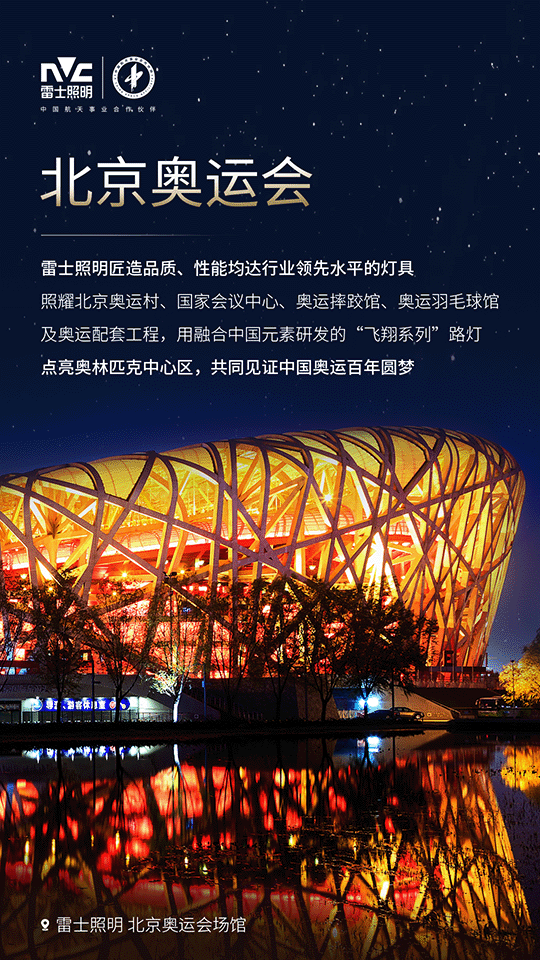 NVC
雷士照明
中国航天事业合作伙伴
北京奥运会
雷士照明匠造品质、性能均达行业领先水平的灯具
照耀北京奥运村、国家会议中心、奥运摔跤馆、奥运羽毛球馆
及奥运配套工程，用融合中国元素研发的“飞翔系列”路灯
点亮奥林匹克中心区，共同见证中国奥运百年圆梦
雷士照明 北京奥运会场馆